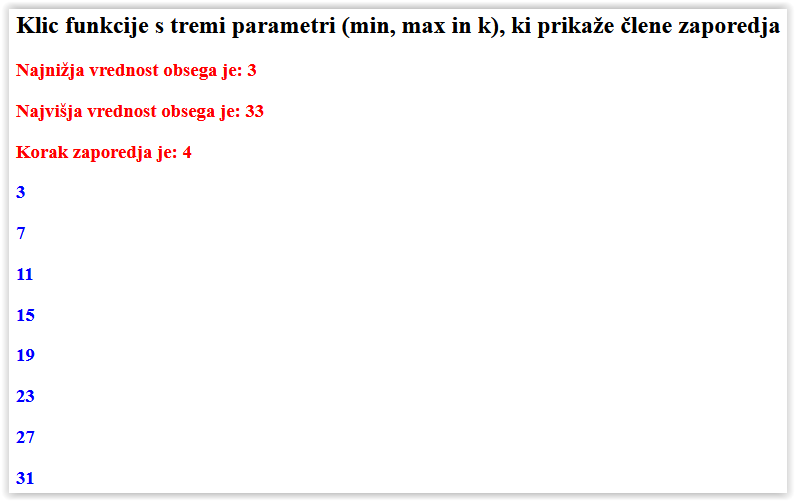 Klic funkcije s tremi parametri (min, max in k), ki prikaže člene zaporedja
Najnižja vrednost obsega je: 3
Najvišja vrednost obsega je: 33
Korak zaporedja je: 4
3
7
11
15
19
23
27
31